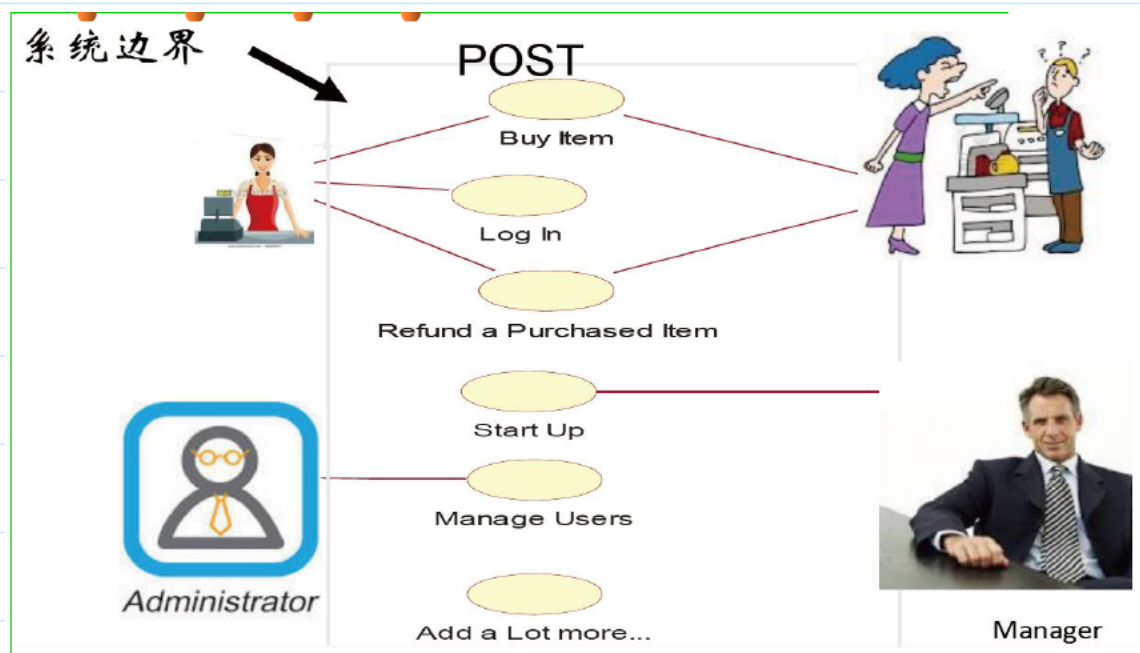 系统边界
POST
Buy Item
Log In
Refund a Purchased Item
Start Up
Manage Users
Administrator
Add a Lot more...
Manager